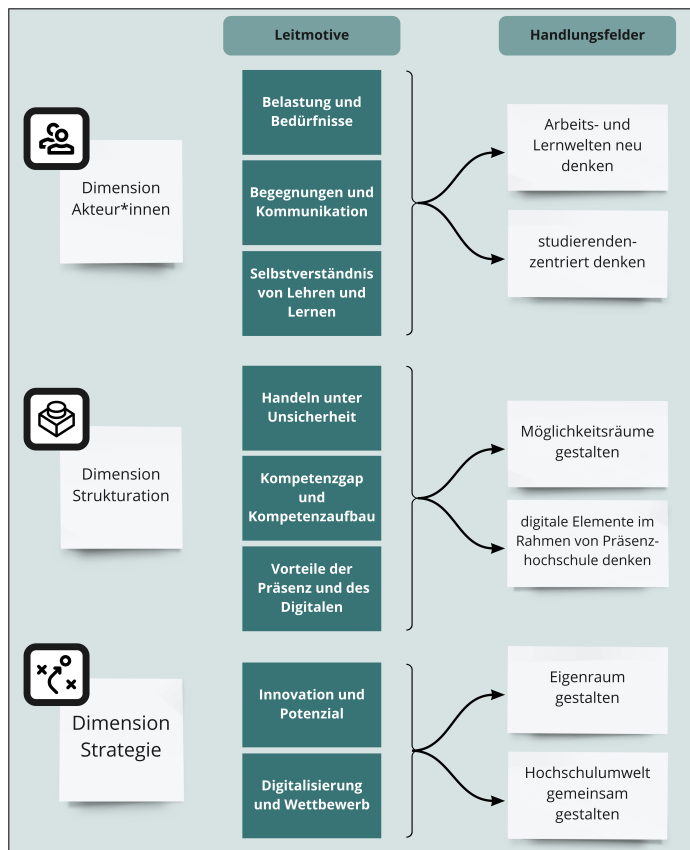 Leitmotive
Handlungsfelder
Dimension
Akteur*innen
Belastung und
Bedürfnisse
Begegnungen und
Kommunikation
Selbstverständnis
von Lehren und
Lernen
Arbeits- und
Lernwelten neu
denken
studierenden-
zentriert denken
Dimension
Strukturation
Handeln unter
Unsicherheit
Kompetenzgap
und
Kompetenzaufbau
Vorteile der
Präsenz und des
Digitalen
Möglichkeitsräume
gestalten
digitale Elemente im
Rahmen von Präsenz-
hochschule denken
Dimension
Strategie
Innovation und
Potenzial
Digitalisierung
und Wettbewerb
Eigenraum
gestalten
Hochschulumwelt
gemeinsam
gestalten